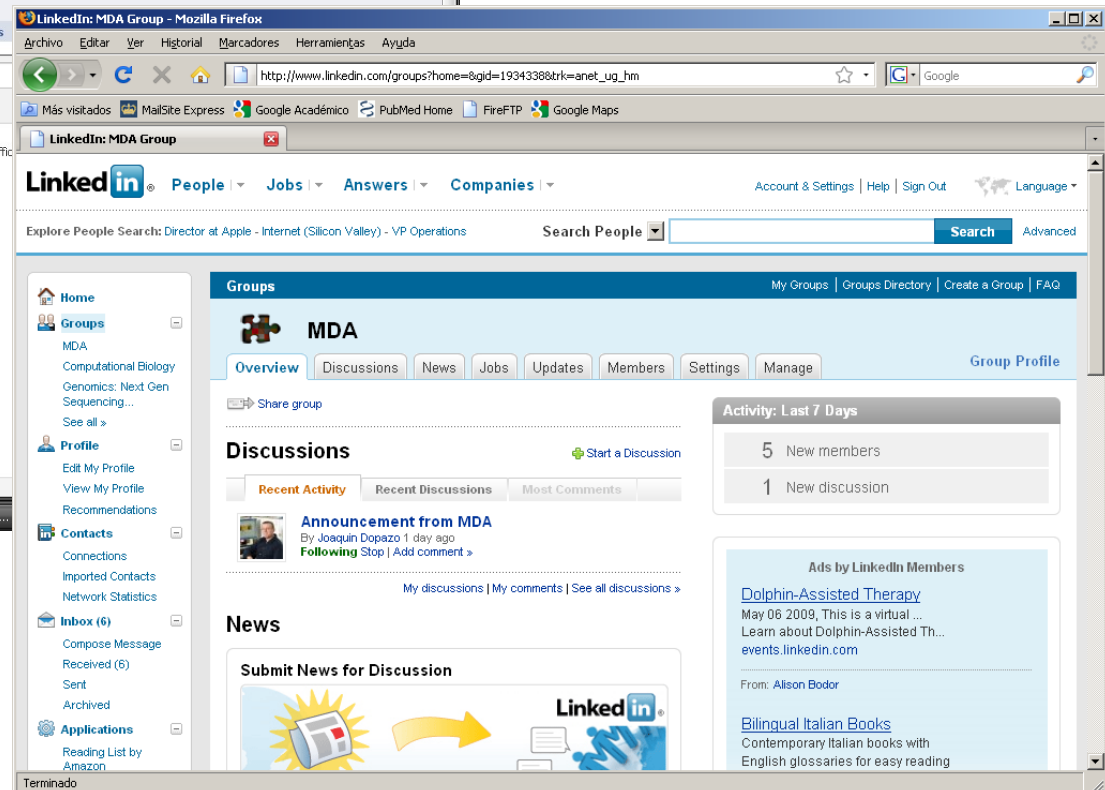 LinkedIn: MDA Group - Mozilla Firefox
Archivo Editar Ver Historial Marcadores Herramientas Ayuda
http://www.linkedin.com/groups?home=&gid=1934338&trk=anet_ug_hm
G Google
Más visitados MailSite Express Google Académico PubMed Home FireFTP Google Maps
LinkedIn: MDA Group
Linked in ® People Jobs Answers Companies
Account & Settings | Help | Sign Out Language
Explore People Search: Director at Apple - Internet (Silicon Valley) - VP Operations
Search People Search Advanced
Home
Groups
MDA
Computational Biology
Genomics: Next Gen
Sequencing...
See all »
Profile
Edit My Profile
View My Profile
Recommendations
Contacts
Connections
Imported Contacts
Network Statistics
Inbox (6)
Compose Message
Received (6)
Sent
Archived
Applications
Reading List by
Amazon
Groups
My Groups | Groups Directory | Create a Group | FAQ
MDA
Overview Discussions News Jobs Updates Members Settings Manage
Group Profile
Share group
Discussions
Start a Discussion
Recent Activity Recent Discussions Most Comments
Announcement from MDA
By Joaquin Dopazo 1 day ago
Following Stop | Add comment »
My discussions | My comments | See all discussions »
News
Submit News for Discussion
Linked in ®
Activity: Last 7 Days
5 New members
1 New discussion
Ads by LinkedIn Members
Dolphin-Assisted Therapy
May 06 2009, This is a virtual ...
Learn about Dolphin-Assisted Th...
events.linkedin.com
From: Alison Bodor
Bilingual Italian Books
Contemporary Italian books with
English glossaries for easy reading
Terminado